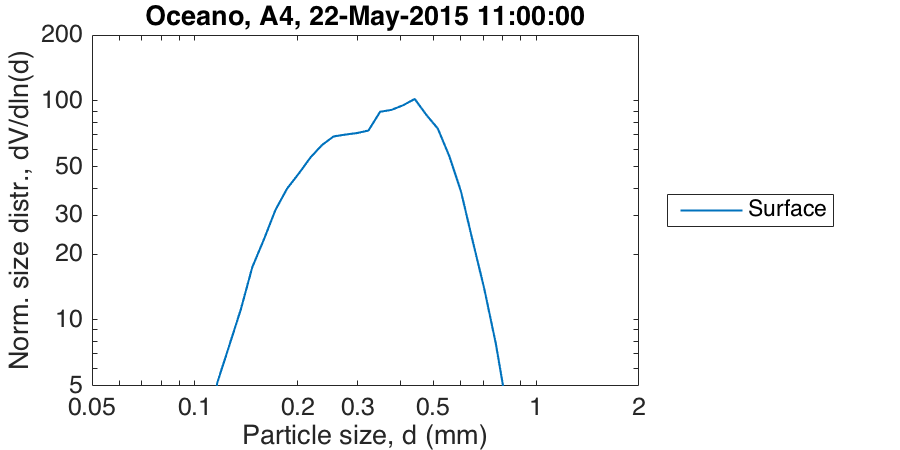 Oceano, A4, 22-May-2015 11:00:00
Norm. size distr., dV/dln(d)
200
100
50
30
20
10
5
0.05 0.1 0.2 0.3 0.5 1 2
Particle size, d (mm)
Surface